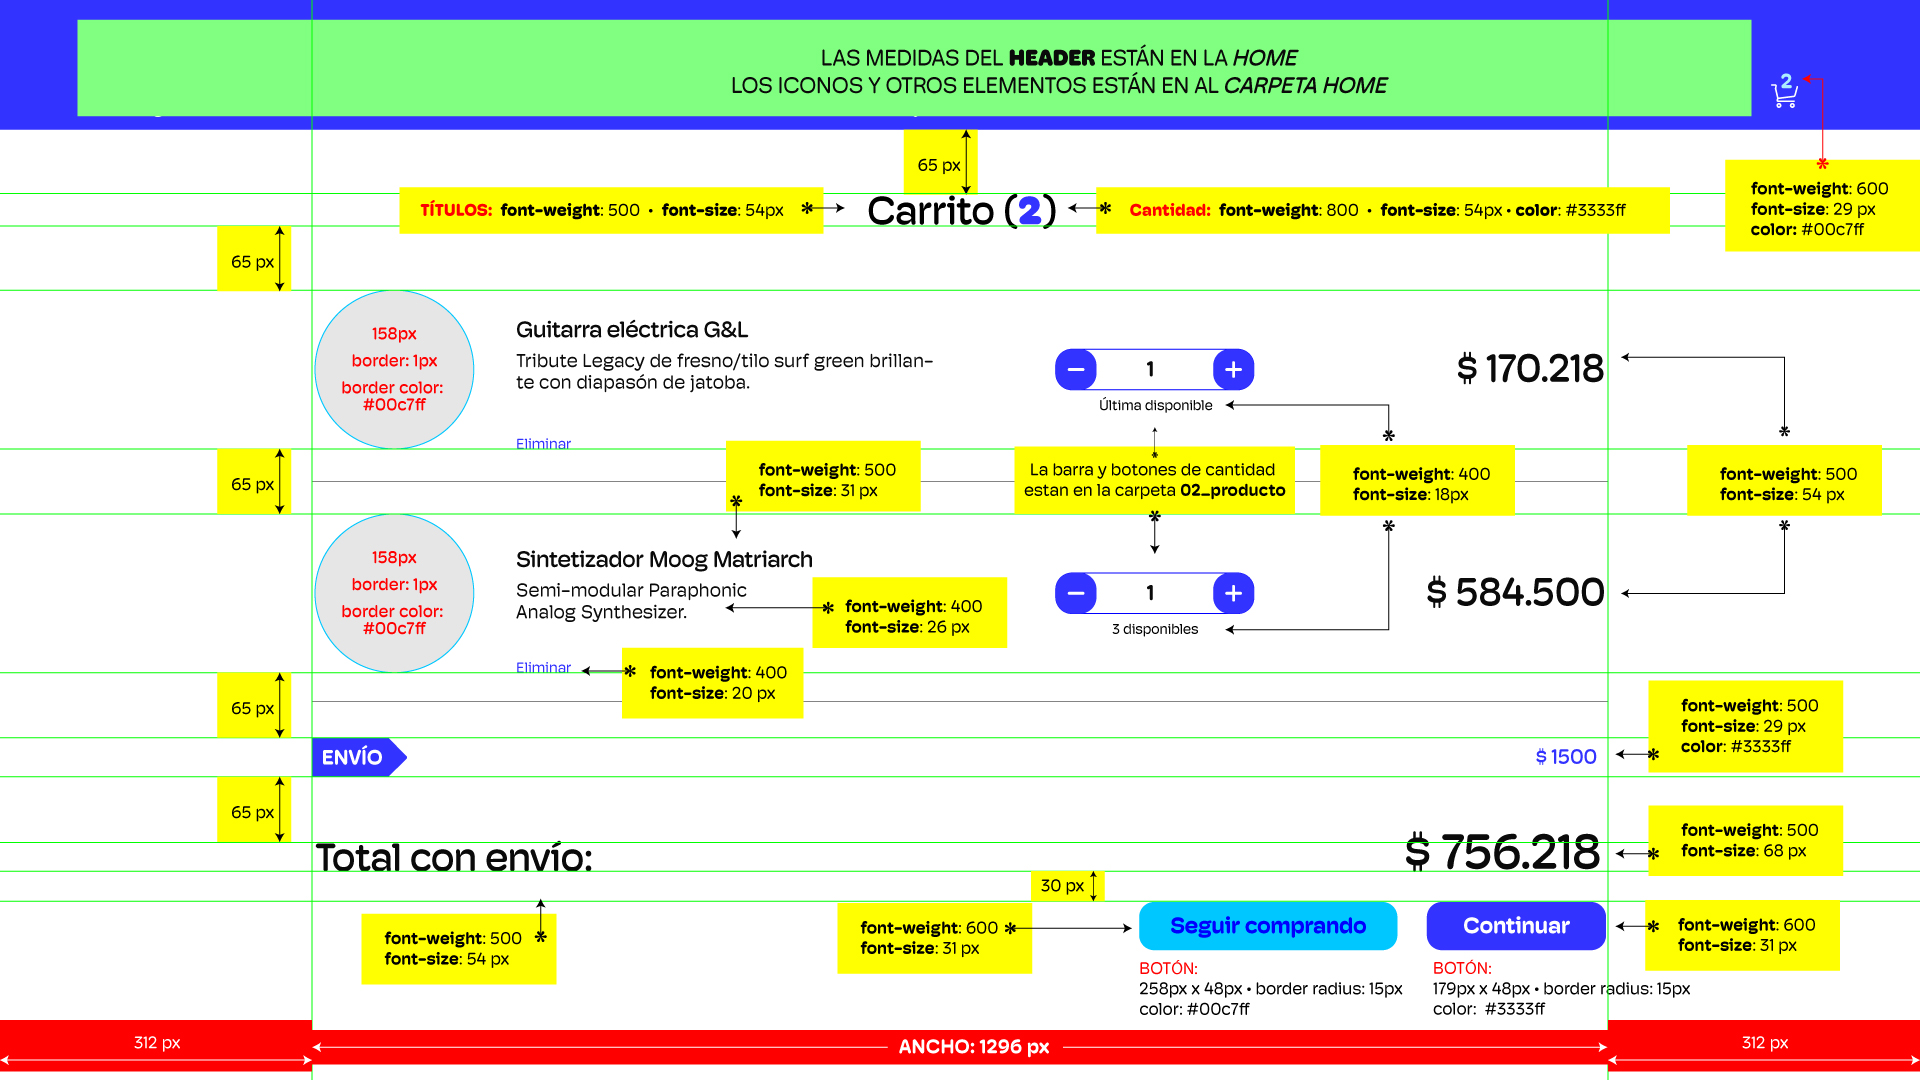 LAS MEDIDAS DEL HEADER ESTÁN EN LA HOME
LOS ICONOS Y OTROS ELEMENTOS ESTÁN EN AL CARPETA HOME
2
65 px
font-weight: 600
font-size: 29 px
color: #00c7ff
TÍTULOS: font-weight: 500 • font-size: 54px *
Carrito (2)
* Cantidad: font-weight: 800 • font-size: 54px • color: #3333ff
65 px
158px
border: 1px
border color:
#00c7ff
Guitarra eléctrica G&L
Tribute Legacy de fresno/tilo surf green brillan-
te con diapasón de jatoba.
Eliminar
− 1 +
Última disponible
$ 170.218
65 px
font-weight: 500
font-size: 31 px
La barra y botones de cantidad
estan en la carpeta 02_producto
font-weight: 400
font-size: 18px
font-weight: 500
font-size: 54 px
158px
border: 1px
border color:
#00c7ff
Sintetizador Moog Matriarch
Semi-modular Paraphonic
Analog Synthesizer.
* font-weight: 400
font-size: 26 px
− 1 +
3 disponibles
$ 584.500
Eliminar
* font-weight: 400
font-size: 20 px
65 px
ENVÍO
$ 1500
font-weight: 500
font-size: 29 px
color: #3333ff
65 px
Total con envío:
$ 756.218
font-weight: 500
font-size: 68 px
30 px
font-weight: 500
font-size: 54 px
font-weight: 600 *
font-size: 31 px
Seguir comprando
Continuar
font-weight: 600
font-size: 31 px
BOTÓN:
258px x 48px • border radius: 15px
color: #00c7ff
BOTÓN:
179px x 48px • border radius: 15px
color: #3333ff
312 px
ANCHO: 1296 px
312 px